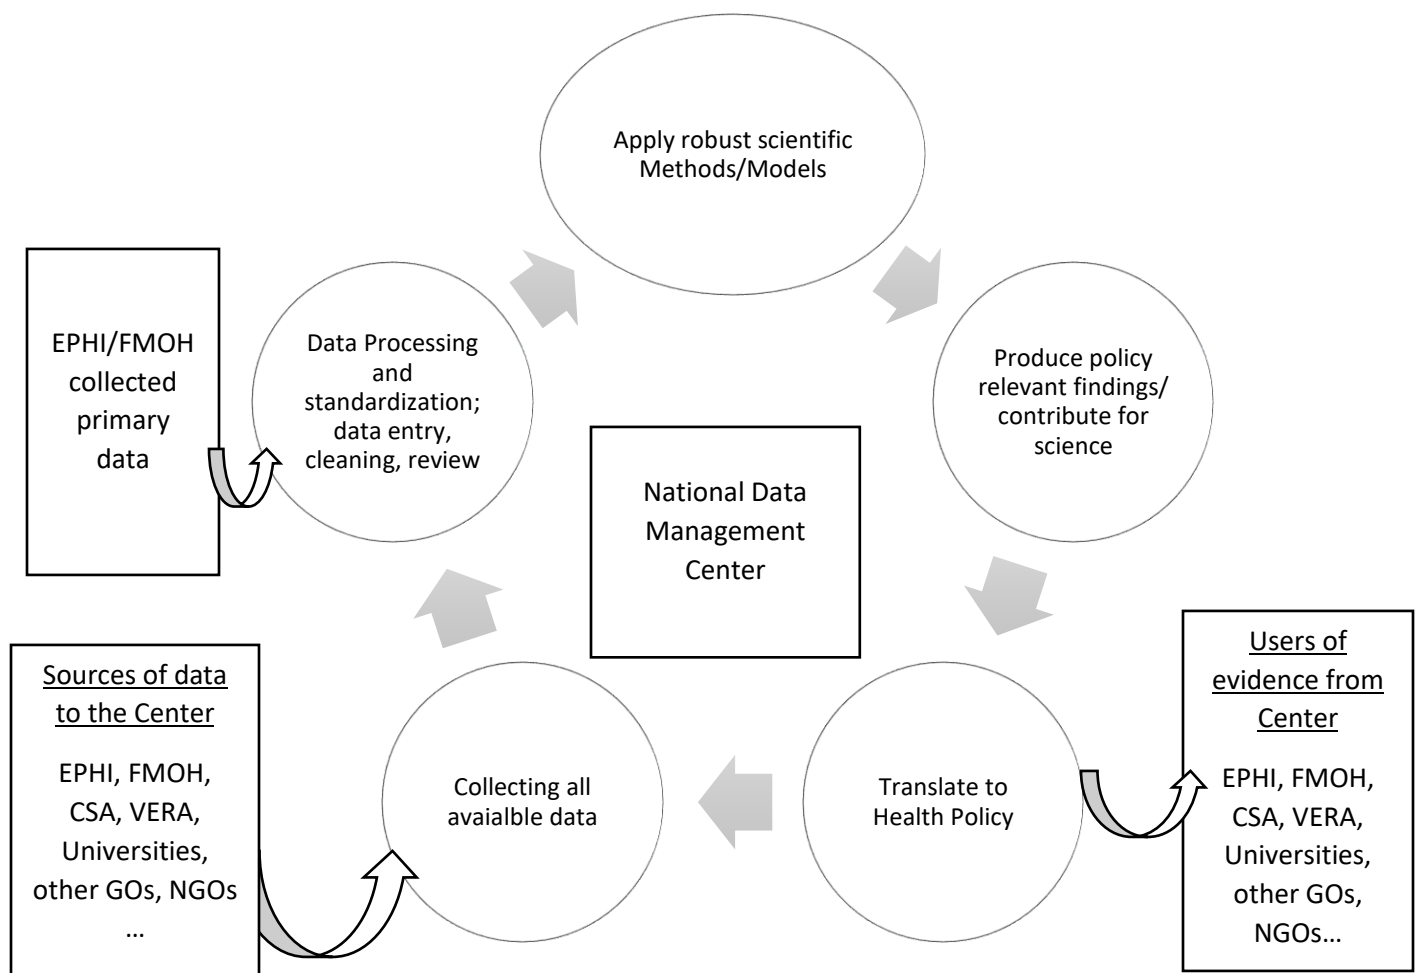 Apply robust scientific
Methods/Models
EPHI/FMOH
collected
primary
data
Data Processing
and
standardization;
data entry,
cleaning, review
Produce policy
relevant findings/
contribute for
science
National Data
Management
Center
Sources of data
to the Center
EPHI, FMOH,
CSA, VERA,
Universities,
other GOs, NGOs
...
Collecting all
avaialble data
Translate to
Health Policy
Users of
evidence from
Center
EPHI, FMOH,
CSA, VERA,
Universities,
other GOs,
NGOs...